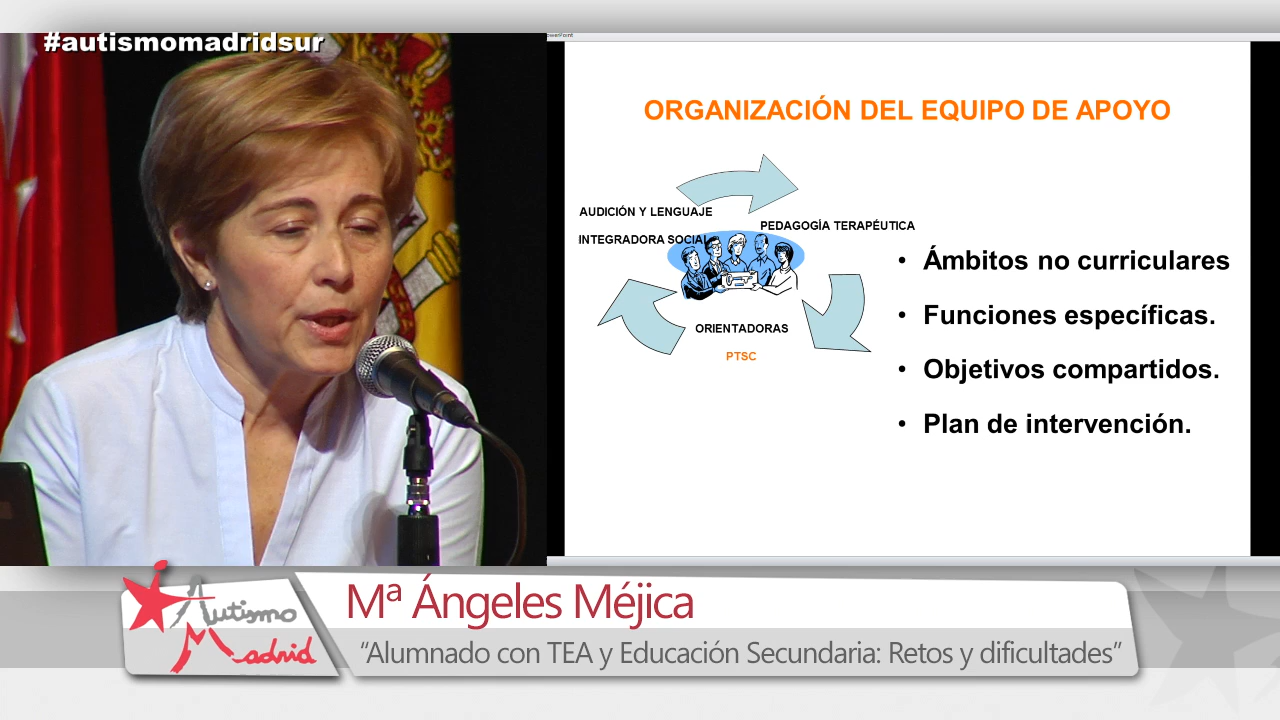 #autismomadridsur
ORGANIZACIÓN DEL EQUIPO DE APOYO
AUDICIÓN Y LENGUAJE
PEDAGOGÍA TERAPÉUTICA
INTEGRADORA SOCIAL
ORIENTADORAS
PTSC
• Ámbitos no curriculares
• Funciones específicas.
• Objetivos compartidos.
• Plan de intervención.
Autismo
Madrid
Mª Ángeles Méjica
“Alumnado con TEA y Educación Secundaria: Retos y dificultades”